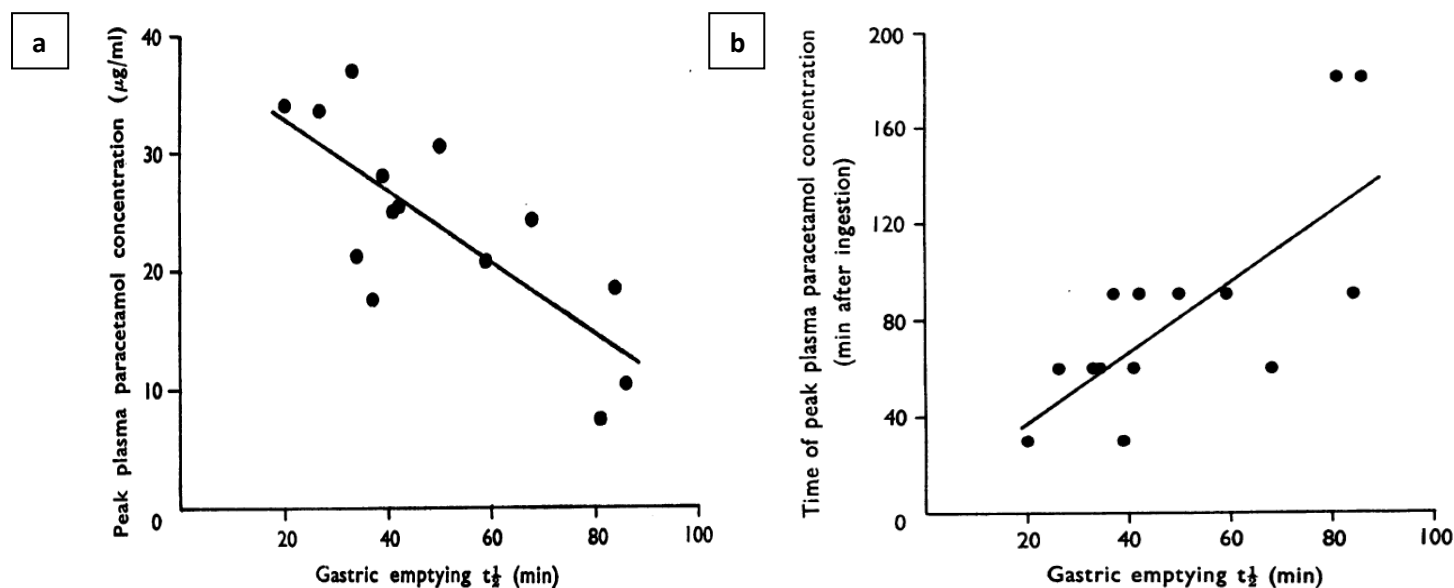 a
Peak plasma paracetamol concentration (μg/ml)
40
30
20
10
0
20 40 60 80 100
Gastric emptying t½ (min)
b
Time of peak plasma paracetamol concentration
(min after ingestion)
200
160
120
80
40
0
20 40 60 80 100
Gastric emptying t½ (min)